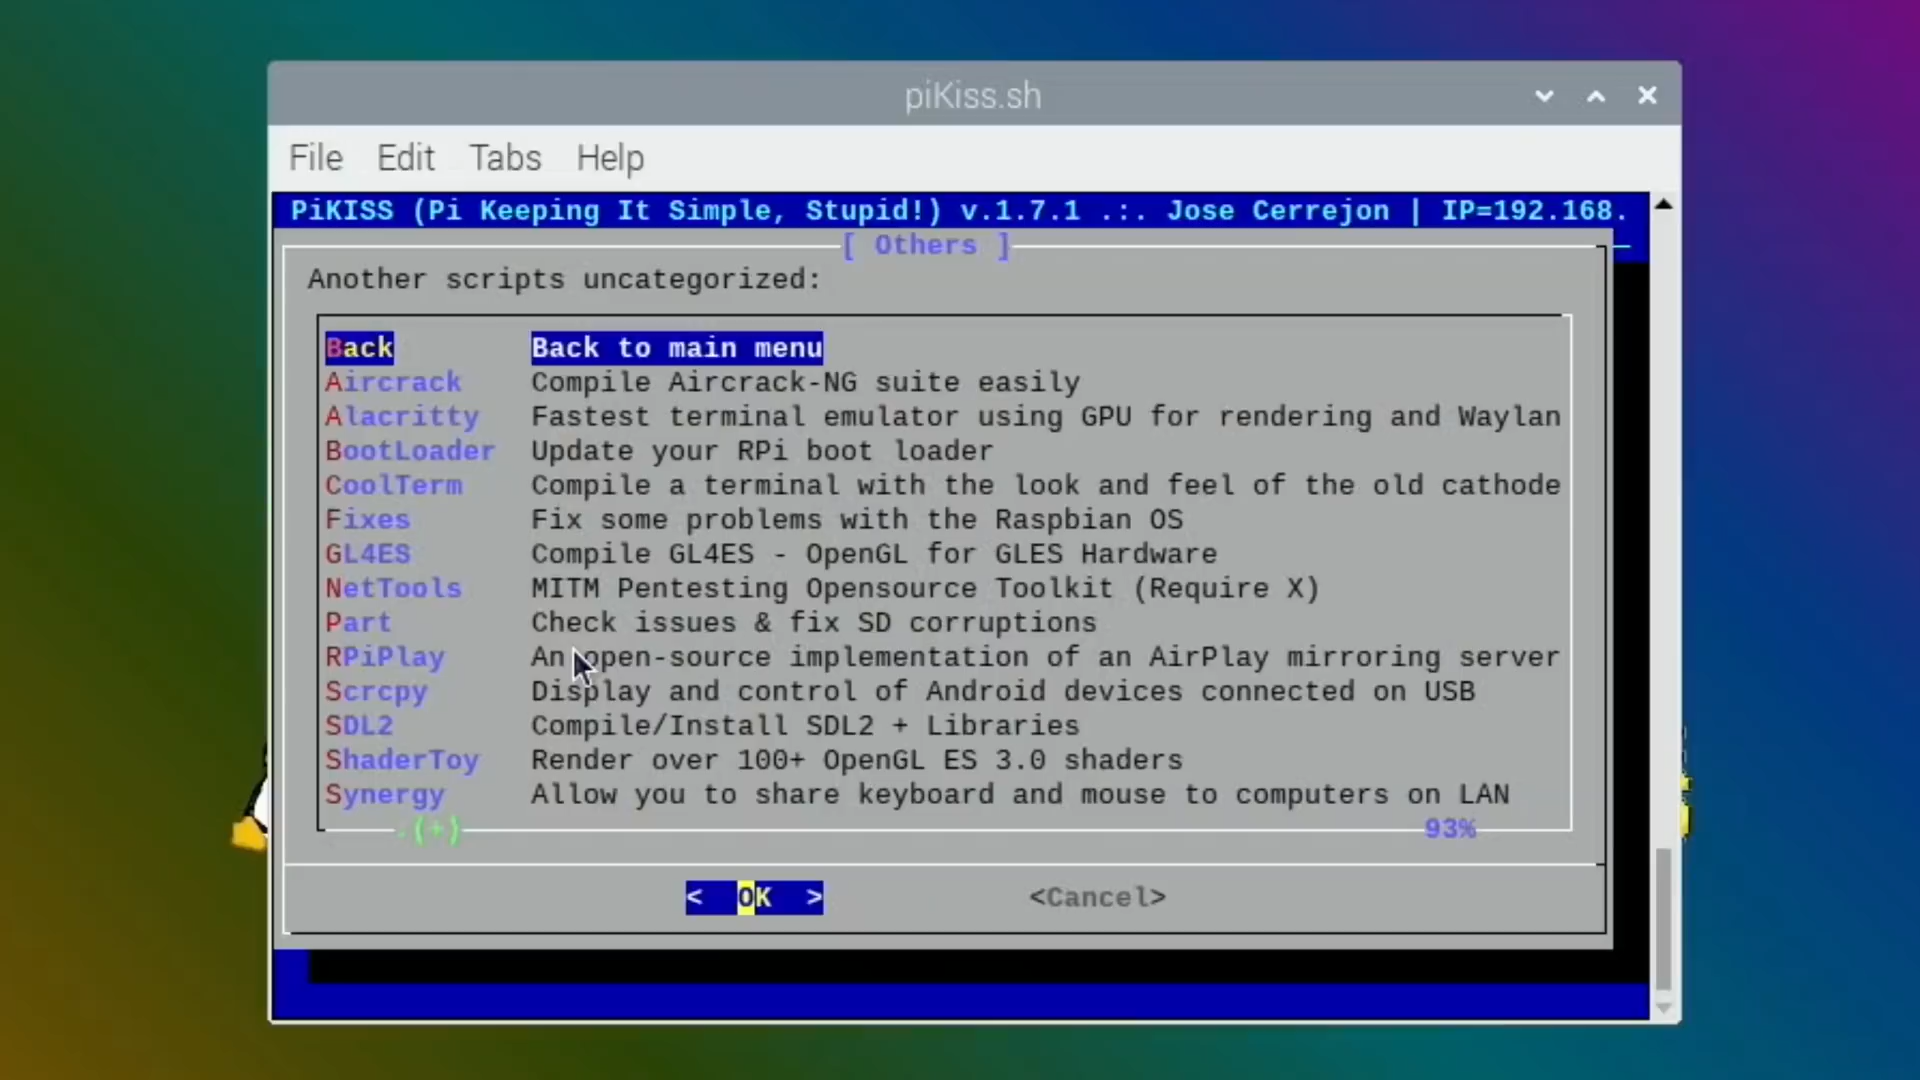 piKiss.sh
File Edit Tabs Help
PiKISS (Pi Keeping It Simple, Stupid!) v.1.7.1 .:. Jose Cerrejon | IP=192.168.
[ Others ]
Another scripts uncategorized:
Back Back to main menu
Aircrack Compile Aircrack-NG suite easily
Alacritty Fastest terminal emulator using GPU for rendering and Waylan
BootLoader Update your RPi boot loader
CoolTerm Compile a terminal with the look and feel of the old cathode
Fixes Fix some problems with the Raspbian OS
GL4ES Compile GL4ES - OpenGL for GLES Hardware
NetTools MITM Pentesting Opensource Toolkit (Require X)
Part Check issues & fix SD corruptions
RPiPlay An open-source implementation of an AirPlay mirroring server
Scrcpy Display and control of Android devices connected on USB
SDL2 Compile/Install SDL2 + Libraries
ShaderToy Render over 100+ OpenGL ES 3.0 shaders
Synergy Allow you to share keyboard and mouse to computers on LAN
.(+) 93%
< OK > <Cancel>